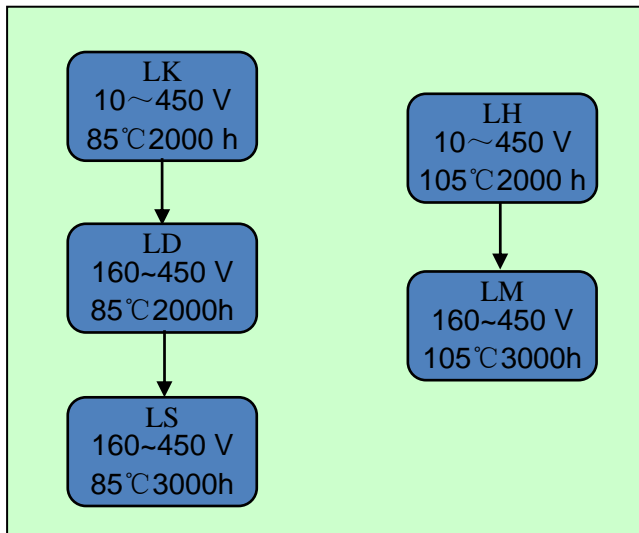 LK
10～450 V
85℃2000 h
LD
160~450 V
85℃2000h
LS
160~450 V
85℃3000h
LH
10～450 V
105℃2000 h
LM
160~450 V
105℃3000h